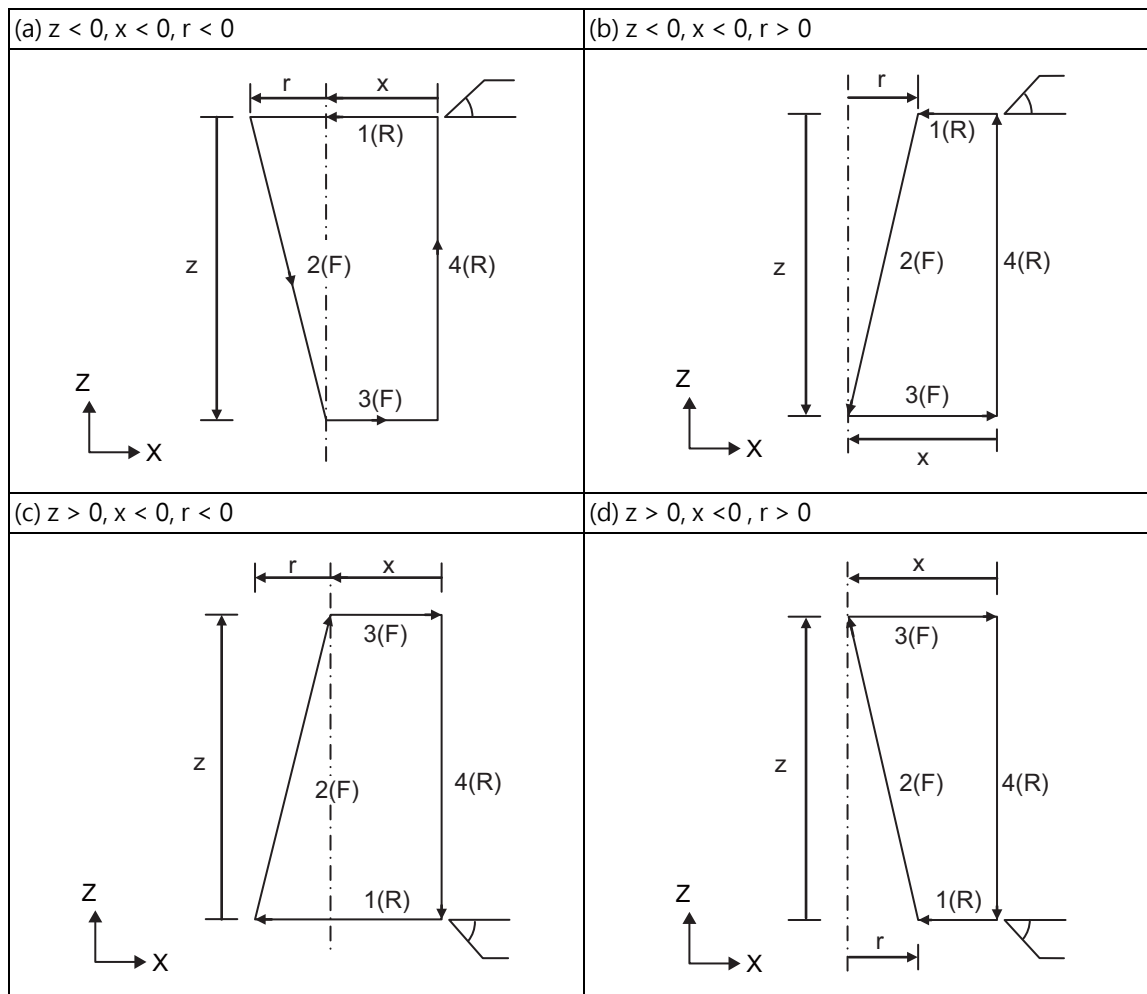 (a) z < 0, x < 0, r < 0
r
x
1(R)
z
2(F)
4(R)
3(F)
Z
X
(b) z < 0, x < 0, r > 0
r
1(R)
z
2(F)
4(R)
3(F)
x
Z
X
(c) z > 0, x < 0, r < 0
r
x
3(F)
z
2(F)
4(R)
1(R)
Z
X
(d) z > 0, x <0 , r > 0
x
3(F)
z
2(F)
4(R)
1(R)
r
Z
X